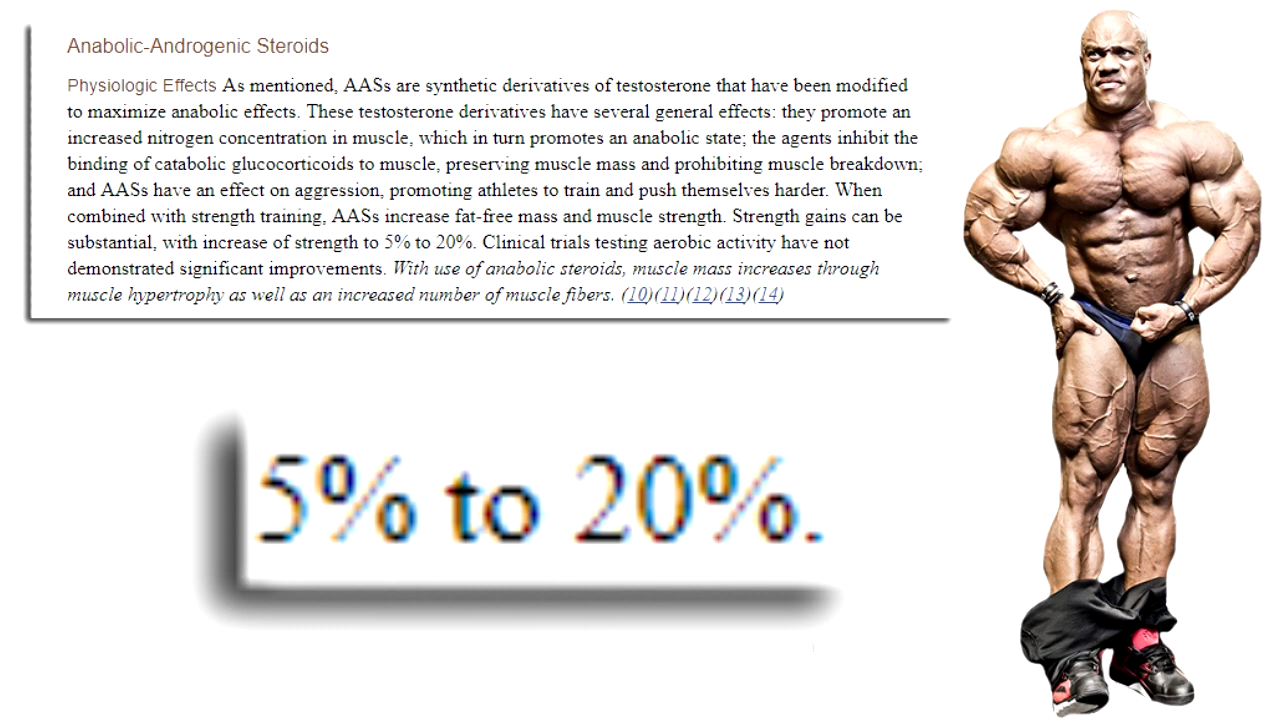 Anabolic-Androgenic Steroids
Physiologic Effects As mentioned, AASs are synthetic derivatives of testosterone that have been modified
to maximize anabolic effects. These testosterone derivatives have several general effects: they promote an
increased nitrogen concentration in muscle, which in turn promotes an anabolic state; the agents inhibit the
binding of catabolic glucocorticoids to muscle, preserving muscle mass and prohibiting muscle breakdown;
and AASs have an effect on aggression, promoting athletes to train and push themselves harder. When
combined with strength training, AASs increase fat-free mass and muscle strength. Strength gains can be
substantial, with increase of strength to 5% to 20%. Clinical trials testing aerobic activity have not
demonstrated significant improvements. With use of anabolic steroids, muscle mass increases through
muscle hypertrophy as well as an increased number of muscle fibers. (10)(11)(12)(13)(14)
5% to 20%.